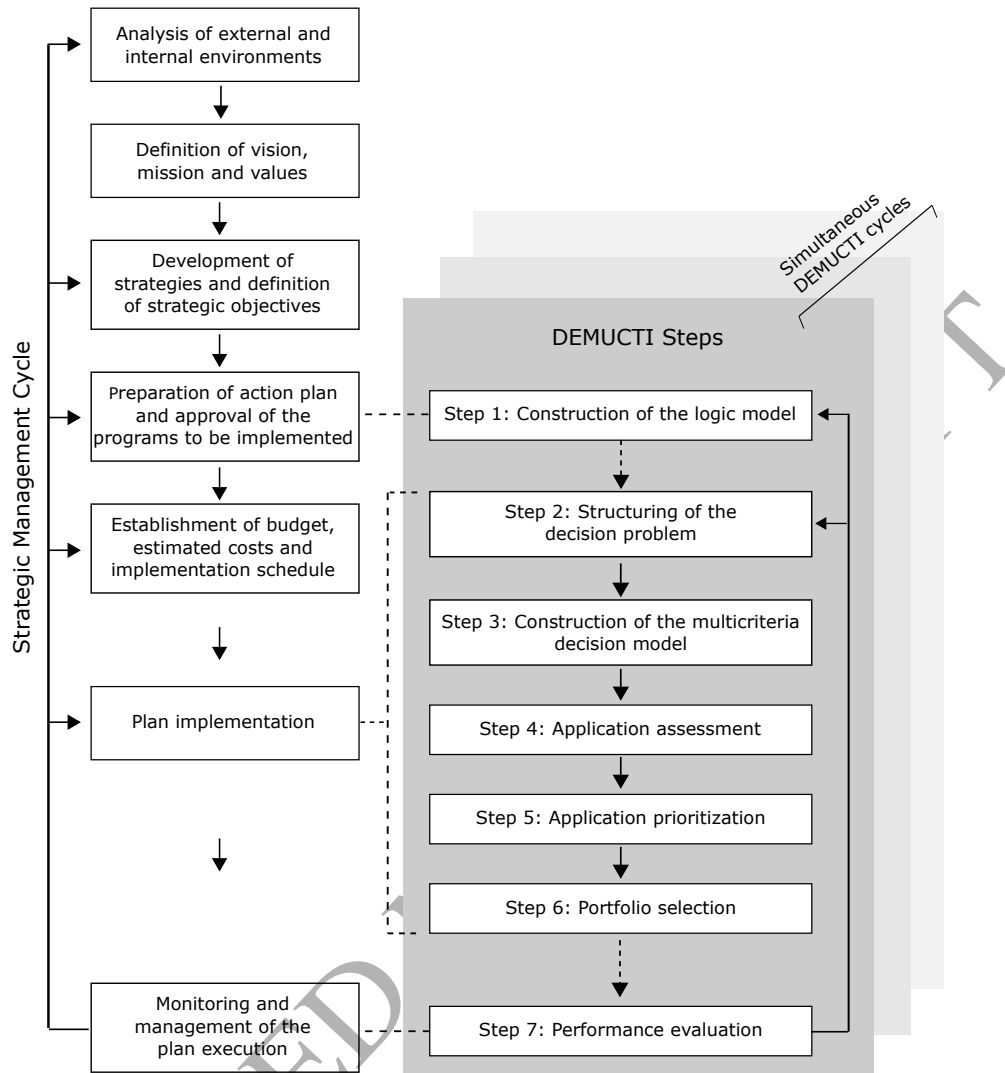 Strategic Management Cycle
Analysis of external and
internal environments
Definition of vision,
mission and values
Development of
strategies and definition
of strategic objectives
Preparation of action plan
and approval of the
programs to be implemented
Establishment of budget,
estimated costs and
implementation schedule
Plan implementation
Monitoring and
management of the
plan execution
Simultaneous
DEMUCTI cycles
DEMUCTI Steps
Step 1: Construction of the logic model
Step 2: Structuring of the
decision problem
Step 3: Construction of the multicriteria
decision model
Step 4: Application assessment
Step 5: Application prioritization
Step 6: Portfolio selection
Step 7: Performance evaluation